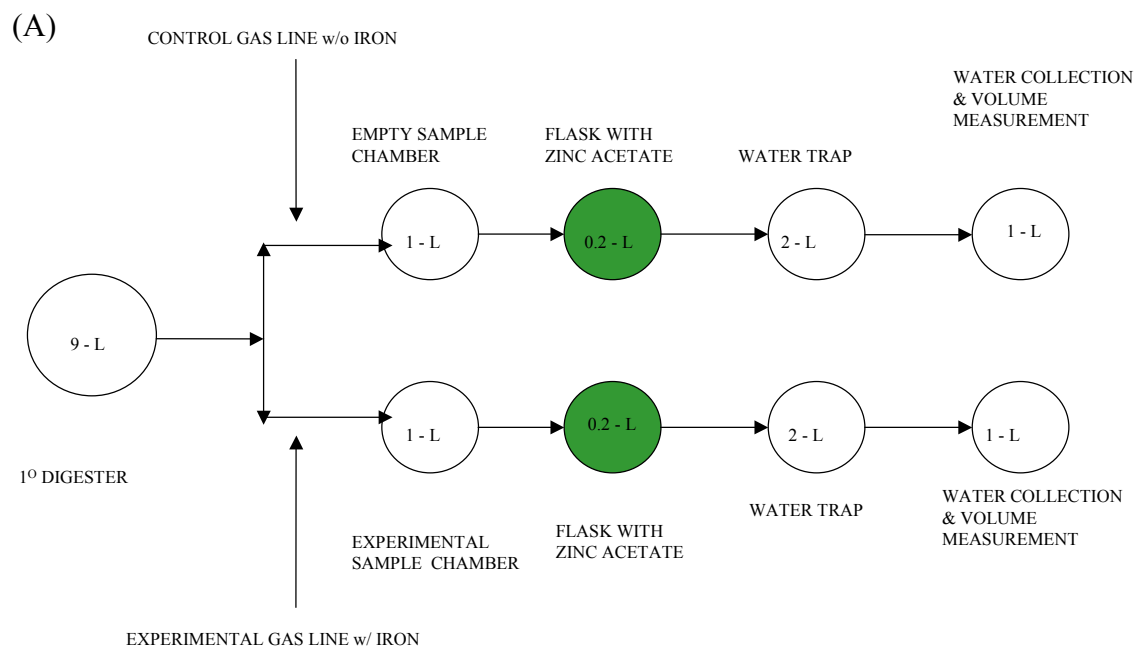 (A)
CONTROL GAS LINE w/o IRON
WATER COLLECTION
& VOLUME
MEASUREMENT
EMPTY SAMPLE
CHAMBER
FLASK WITH
ZINC ACETATE
WATER TRAP
1 - L
0.2 - L
2 - L
1 - L
9 - L
1 - L
0.2 - L
2 - L
1 - L
1º DIGESTER
EXPERIMENTAL
SAMPLE CHAMBER
FLASK WITH
ZINC ACETATE
WATER TRAP
WATER COLLECTION
& VOLUME
MEASUREMENT
EXPERIMENTAL GAS LINE w/ IRON